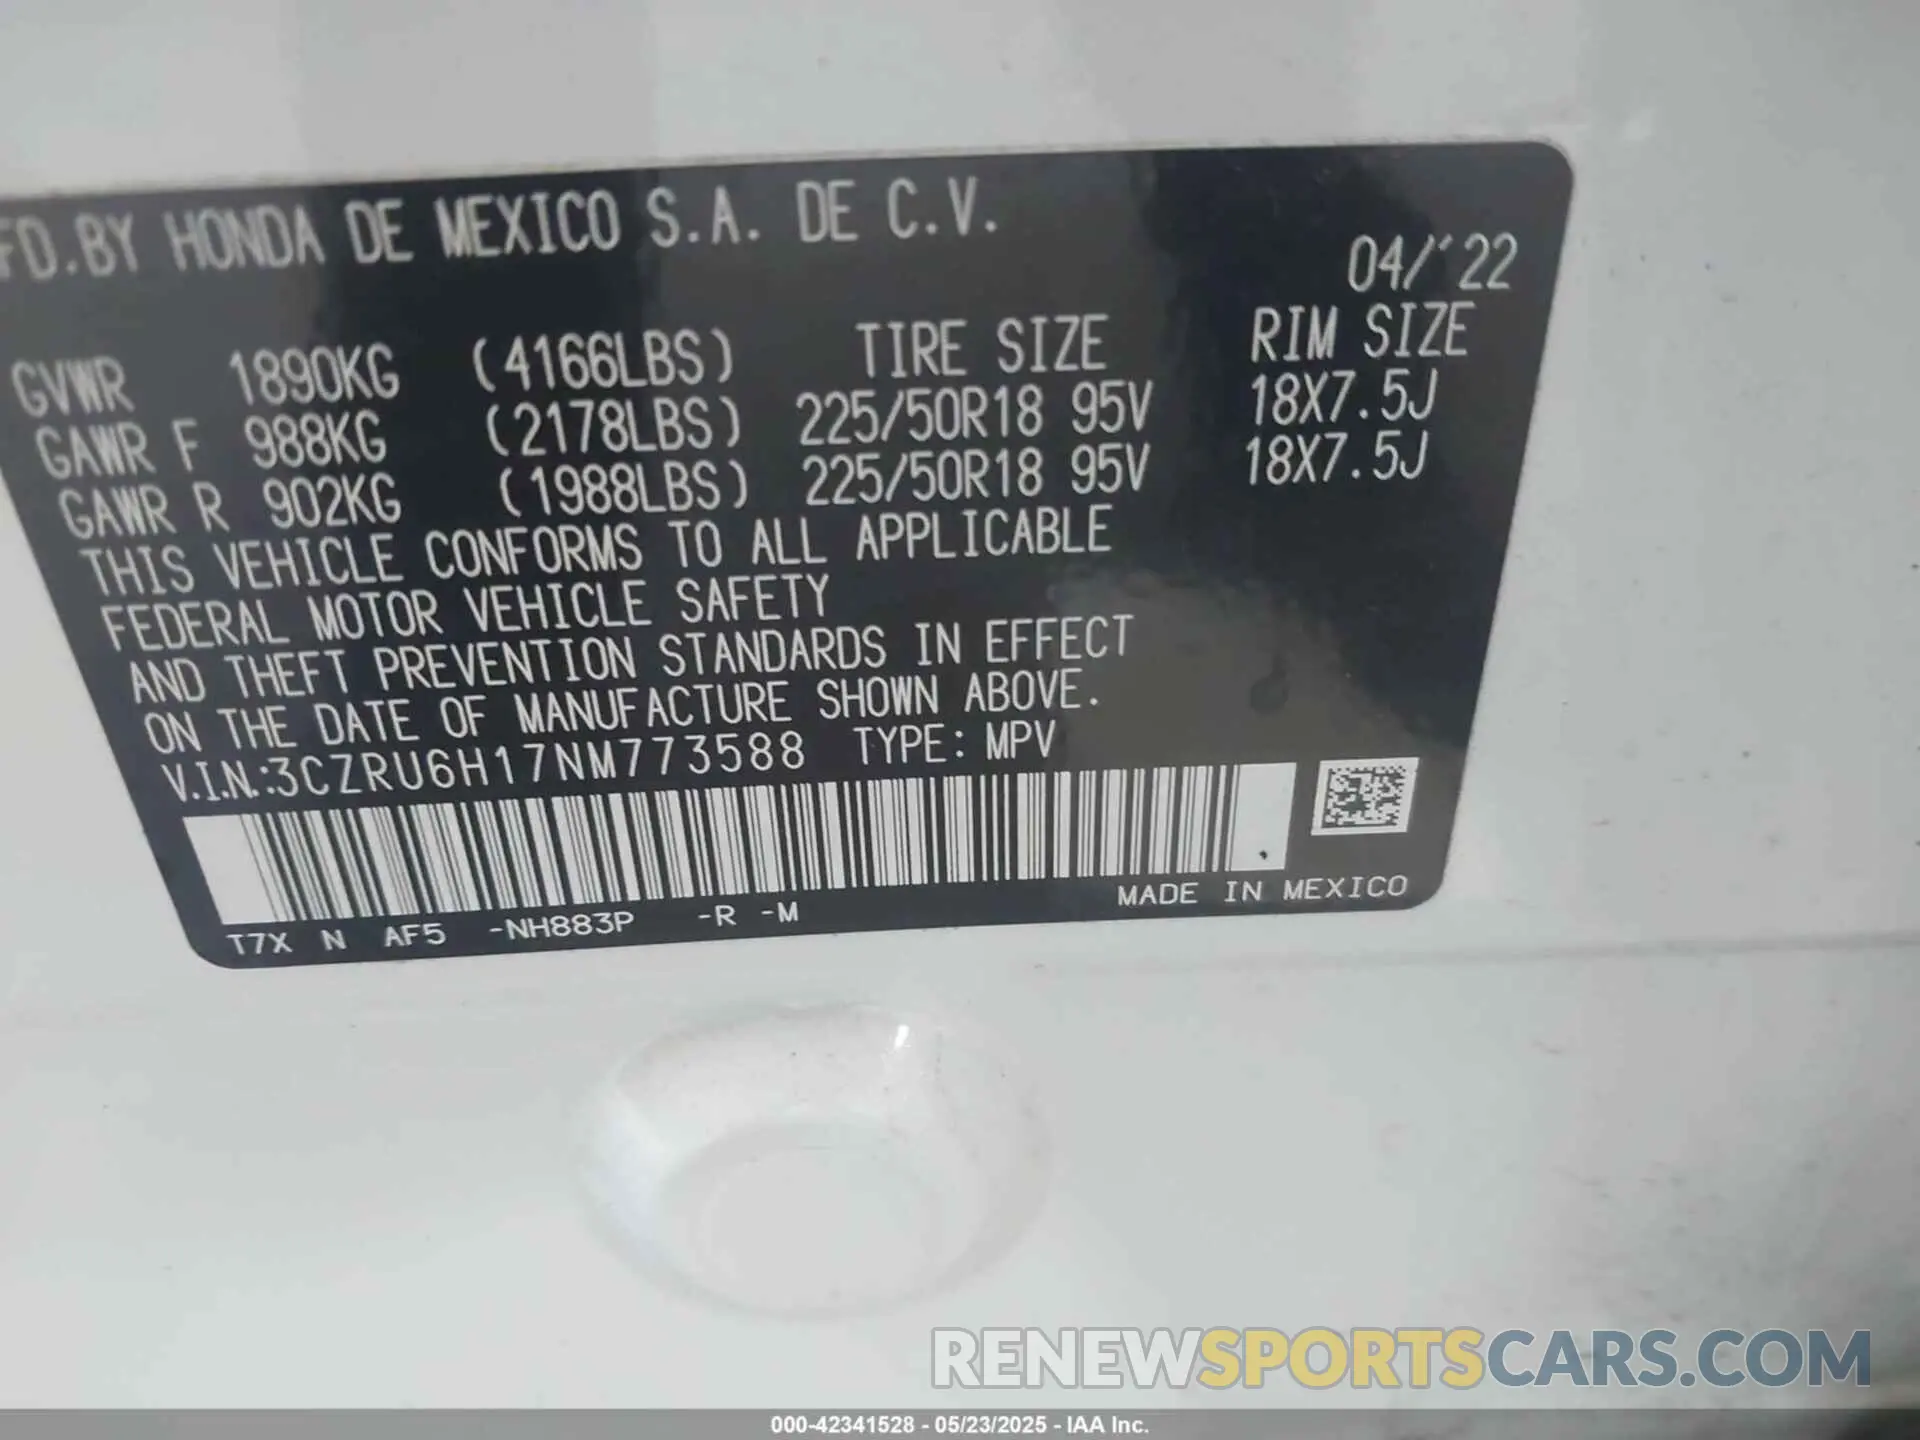 FD.BY HONDA DE MEXICO S.A. DE C.V.
04/'22
GVWR 1890KG (4166LBS) TIRE SIZE RIM SIZE
GAWR F 988KG (2178LBS) 225/50R18 95V 18X7.5J
GAWR R 902KG (1988LBS) 225/50R18 95V 18X7.5J
THIS VEHICLE CONFORMS TO ALL APPLICABLE
FEDERAL MOTOR VEHICLE SAFETY
AND THEFT PREVENTION STANDARDS IN EFFECT
ON THE DATE OF MANUFACTURE SHOWN ABOVE.
V.I.N.:3CZRU6H17NM773588 TYPE: MPV
MADE IN MEXICO
T7X N AF5 -NH883P -R -M
RENEWSPORTSCARS.COM
000-42341528 - 05/23/2025 - IAA Inc.